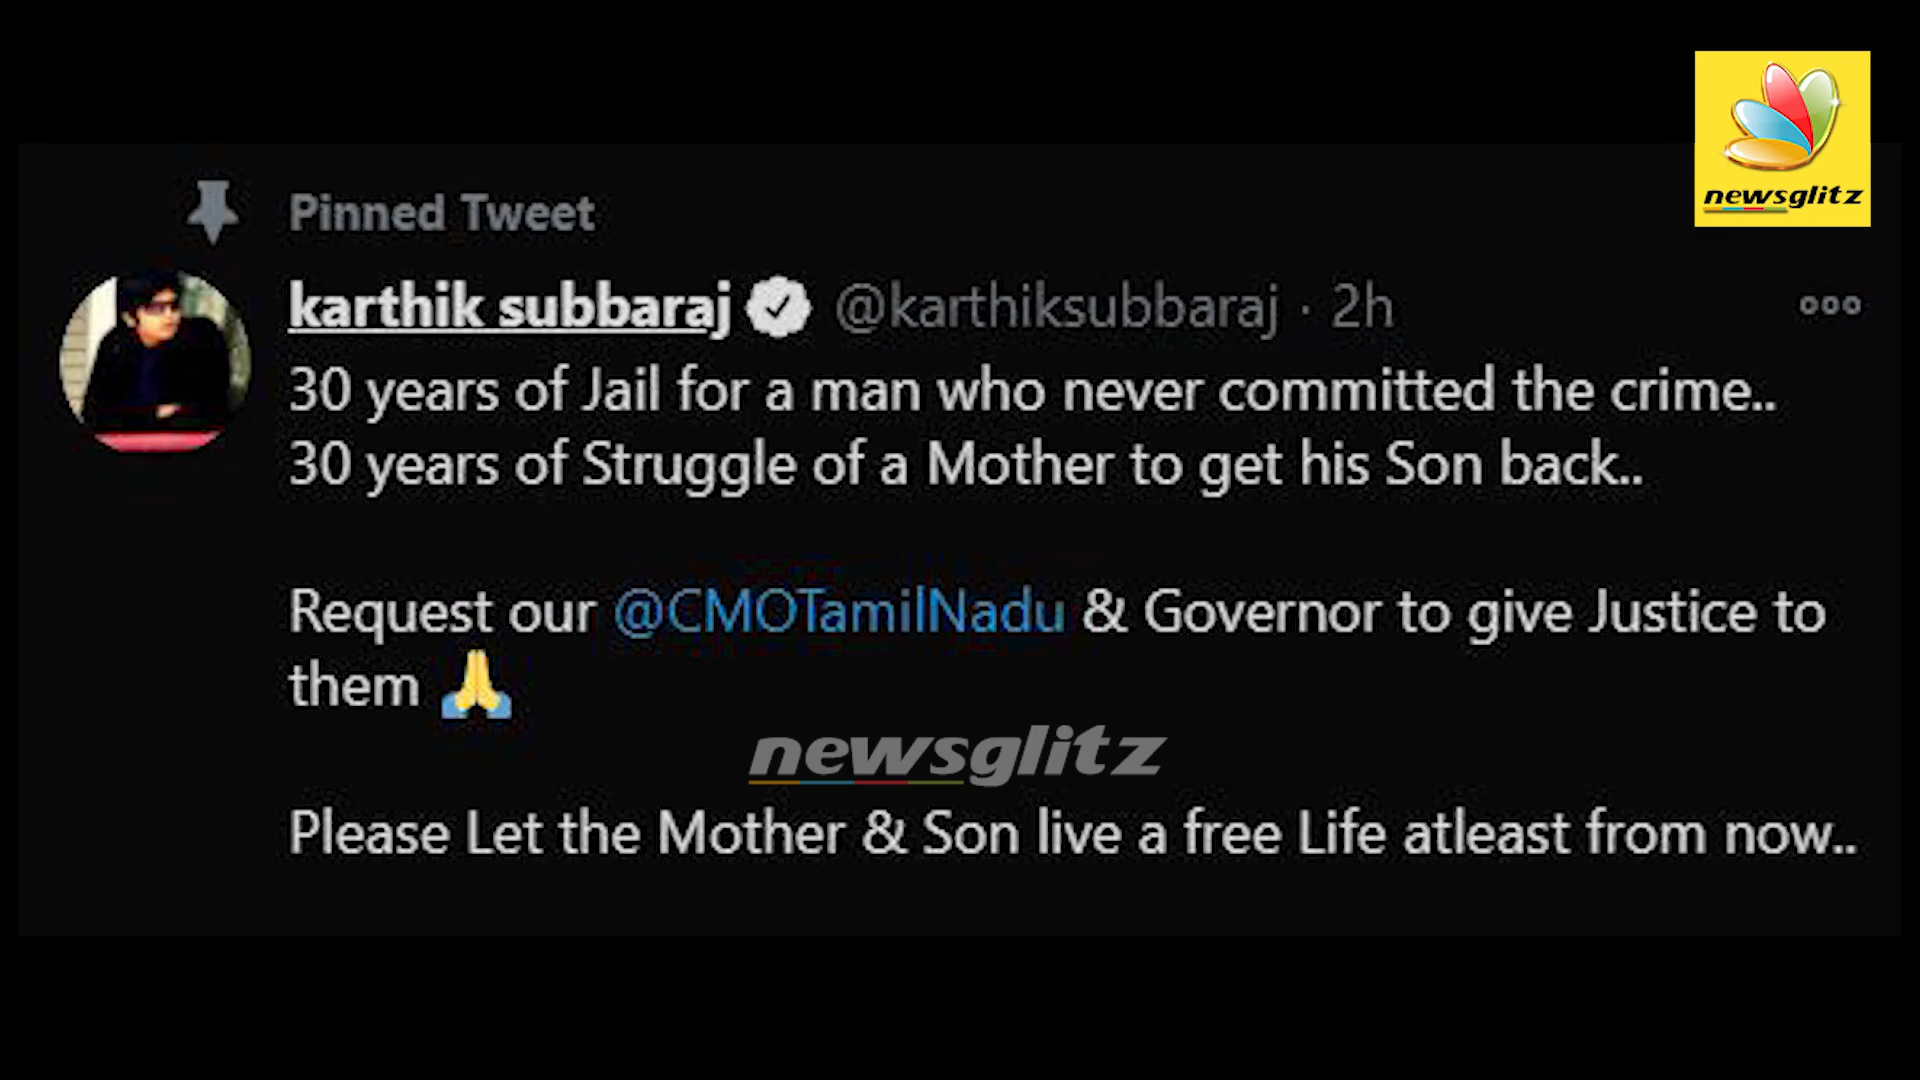 newsglitz
Pinned Tweet
karthik subbaraj @karthiksubbaraj · 2h
30 years of Jail for a man who never committed the crime..
30 years of Struggle of a Mother to get his Son back..
Request our @CMOTamilNadu & Governor to give Justice to
them 🙏
newsglitz
Please Let the Mother & Son live a free Life atleast from now..